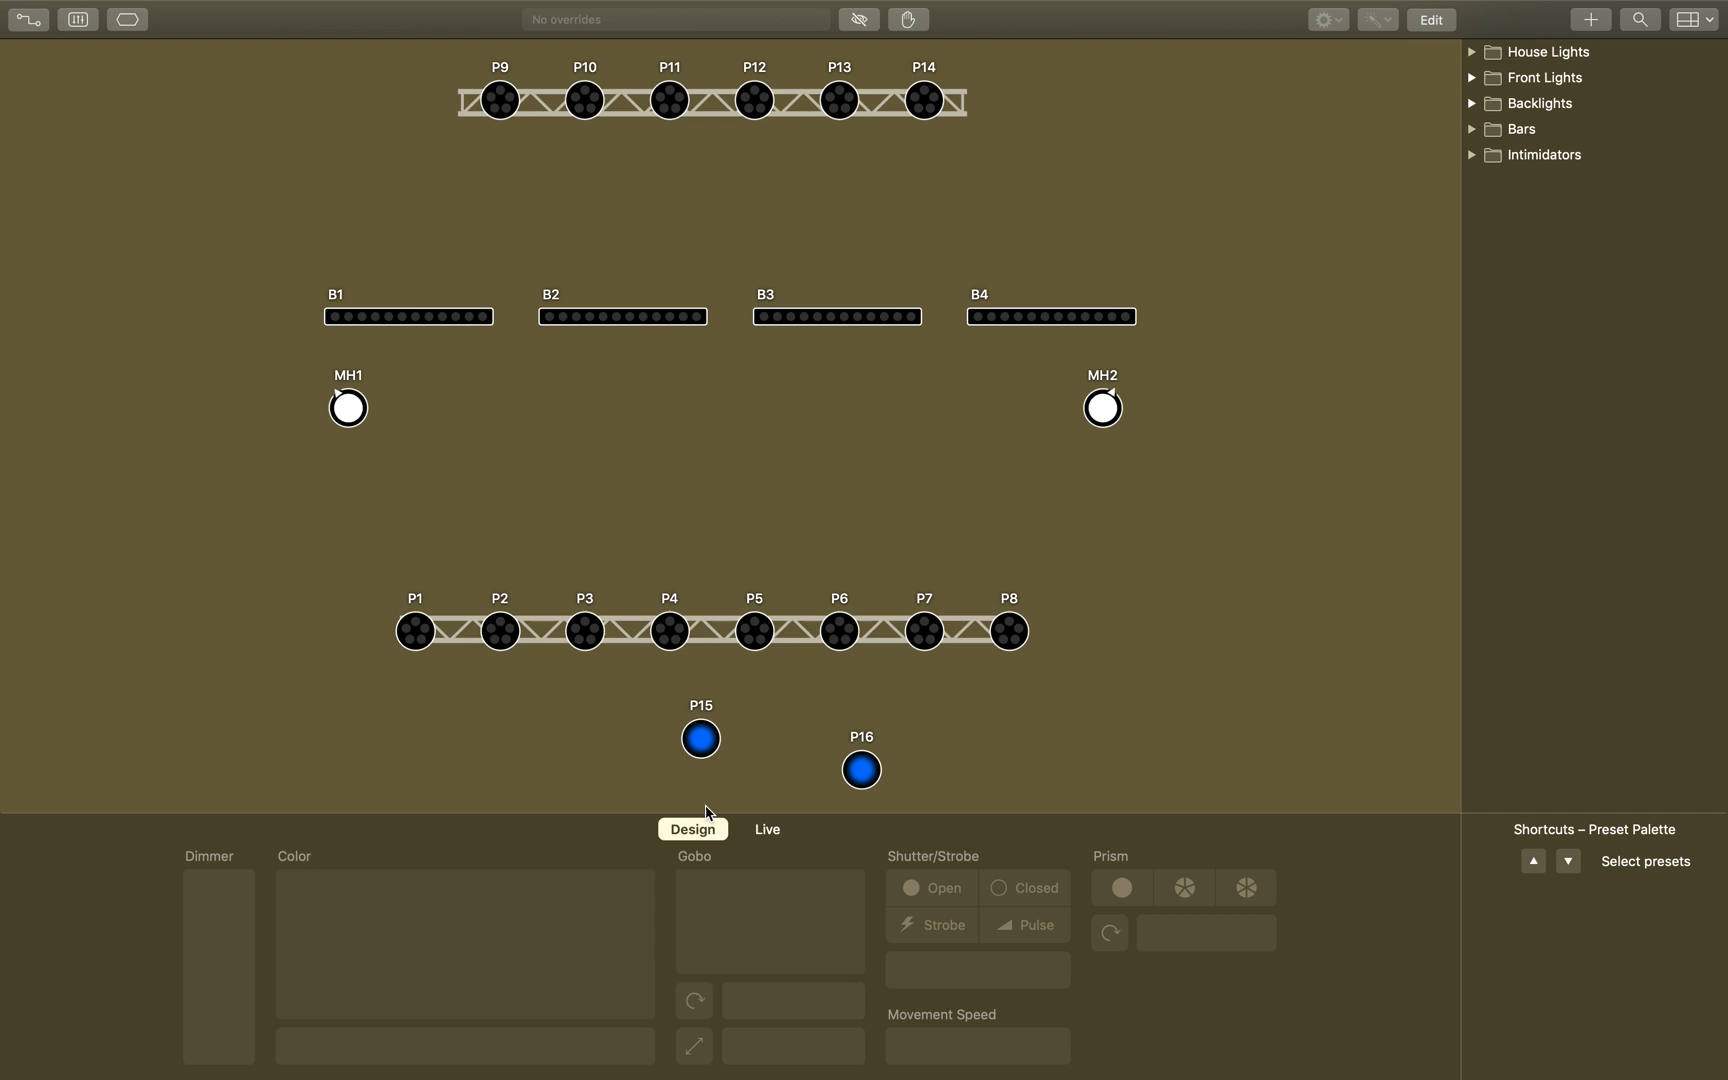 No overrides
Edit
P9 P10 P11 P12 P13 P14
House Lights
Front Lights
Backlights
Bars
Intimidators
B1 B2 B3 B4
MH1 MH2
P1 P2 P3 P4 P5 P6 P7 P8
P15
P16
Design Live
Shortcuts – Preset Palette
Select presets
Dimmer Color Gobo Shutter/Strobe Prism
Open Closed
Strobe Pulse
Movement Speed